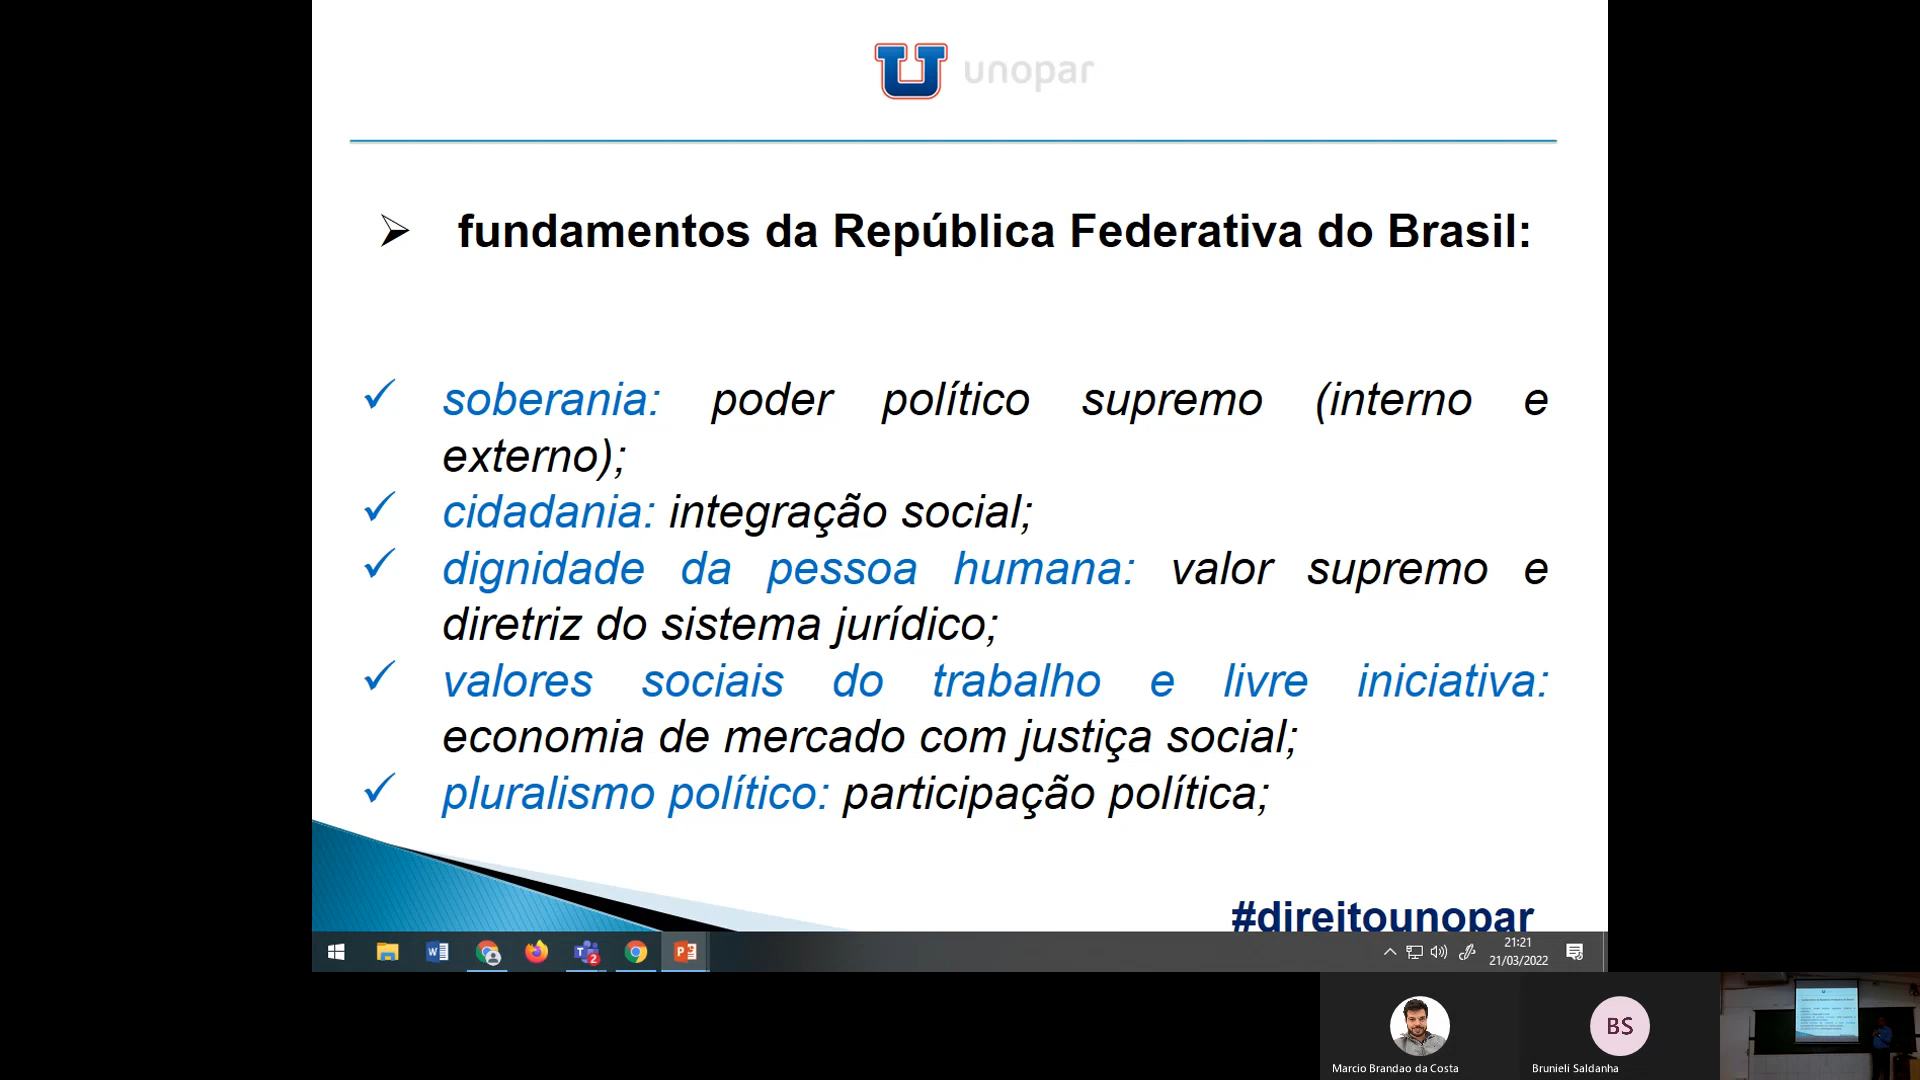 unopar
fundamentos da República Federativa do Brasil:
soberania: poder político supremo (interno e
externo);
cidadania: integração social;
dignidade da pessoa humana: valor supremo e
diretriz do sistema jurídico;
valores sociais do trabalho e livre iniciativa:
economia de mercado com justiça social;
pluralismo político: participação política;
#direitounopar
21:21
21/03/2022
2
BS
Marcio Brandao da Costa
Brunieli Saldanha